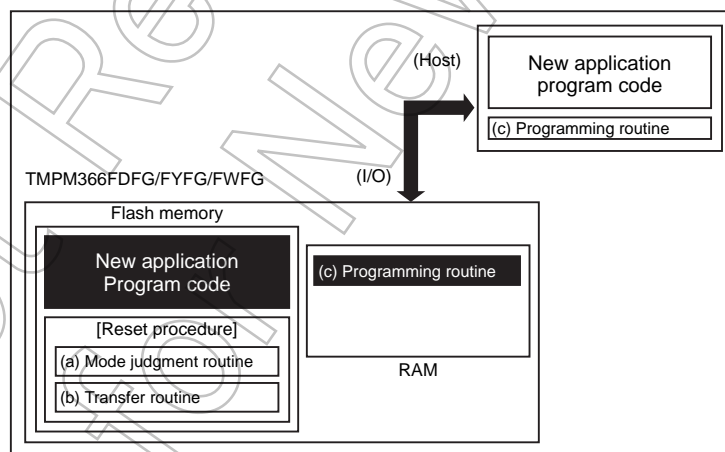 (Host)
New application
program code
(c) Programming routine
(I/O)
TMPM366FDFG/FYFG/FWFG
Flash memory
New application
Program code
[Reset procedure]
(a) Mode judgment routine
(b) Transfer routine
(c) Programming routine
RAM